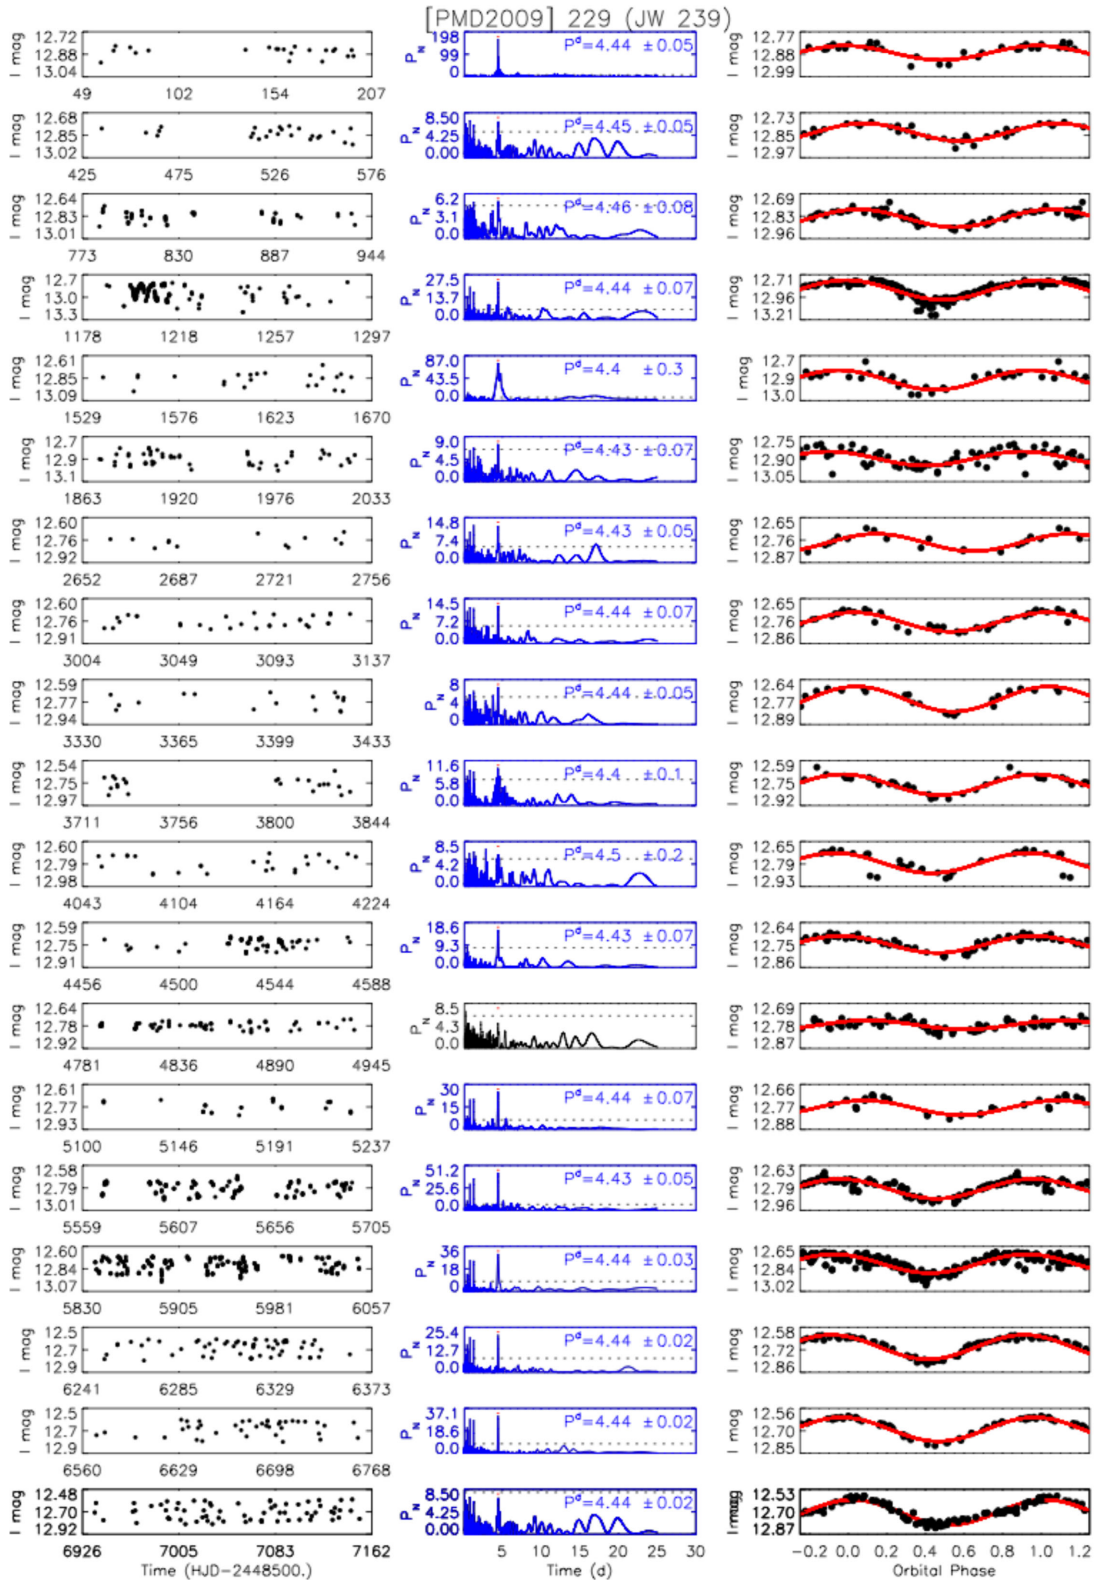 [PMD2009] 229 (JW 239)
I mag 12.72 12.88 13.04 49 102 154 207
P_N 198 99 0 P^d=4.44 ±0.05
I mag 12.77 12.88 12.99
I mag 12.68 12.85 13.02 425 475 526 576
P_N 8.50 4.25 0.00 P^d=4.45 ±0.05
I mag 12.73 12.85 12.97
I mag 12.64 12.83 13.01 773 830 887 944
P_N 6.2 3.1 0.0 P^d=4.46 ±0.08
I mag 12.69 12.83 12.96
I mag 12.7 13.0 13.3 1178 1218 1257 1297
P_N 27.5 13.7 0.0 P^d=4.44 ±0.07
I mag 12.71 12.96 13.21
I mag 12.61 12.85 13.09 1529 1576 1623 1670
P_N 87.0 43.5 0.0 P^d=4.4 ±0.3
I mag 12.7 12.9 13.0
I mag 12.7 12.9 13.1 1863 1920 1976 2033
P_N 9.0 4.5 0.0 P^d=4.43 ±0.07
I mag 12.75 12.90 13.05
I mag 12.60 12.76 12.92 2652 2687 2721 2756
P_N 14.8 7.4 0.0 P^d=4.43 ±0.05
I mag 12.65 12.76 12.87
I mag 12.60 12.76 12.91 3004 3049 3093 3137
P_N 14.5 7.2 0.0 P^d=4.44 ±0.07
I mag 12.65 12.76 12.86
I mag 12.59 12.77 12.94 3330 3365 3399 3433
P_N 8 4 0 P^d=4.44 ±0.05
I mag 12.64 12.77 12.89
I mag 12.54 12.75 12.97 3711 3756 3800 3844
P_N 11.6 5.8 0.0 P^d=4.4 ±0.1
I mag 12.59 12.75 12.92
I mag 12.60 12.79 12.98 4043 4104 4164 4224
P_N 8.5 4.2 0.0 P^d=4.5 ±0.2
I mag 12.65 12.79 12.93
I mag 12.59 12.75 12.91 4456 4500 4544 4588
P_N 18.6 9.3 0.0 P^d=4.43 ±0.07
I mag 12.64 12.75 12.86
I mag 12.64 12.78 12.92 4781 4836 4890 4945
P_N 8.5 4.3 0.0
I mag 12.69 12.78 12.87
I mag 12.61 12.77 12.93 5100 5146 5191 5237
P_N 30 15 0 P^d=4.44 ±0.07
I mag 12.66 12.77 12.88
I mag 12.58 12.79 13.01 5559 5607 5656 5705
P_N 51.2 25.6 0.0 P^d=4.43 ±0.05
I mag 12.63 12.79 12.96
I mag 12.60 12.84 13.07 5830 5905 5981 6057
P_N 36 18 0 P^d=4.44 ±0.03
I mag 12.65 12.84 13.02
I mag 12.5 12.7 12.9 6241 6285 6329 6373
P_N 25.4 12.7 0.0 P^d=4.44 ±0.02
I mag 12.58 12.72 12.86
I mag 12.5 12.7 12.9 6560 6629 6698 6768
P_N 37.1 18.6 0.0 P^d=4.44 ±0.02
I mag 12.56 12.70 12.85
I mag 12.48 12.70 12.92 6926 7005 7083 7162
Time (HJD-2448500.)
P_N 8.50 4.25 0.00 P^d=4.44 ±0.02
5 10 15 20 25 30
Time (d)
I mag 12.53 12.70 12.87
-0.2 0.0 0.2 0.4 0.6 0.8 1.0 1.2
Orbital Phase